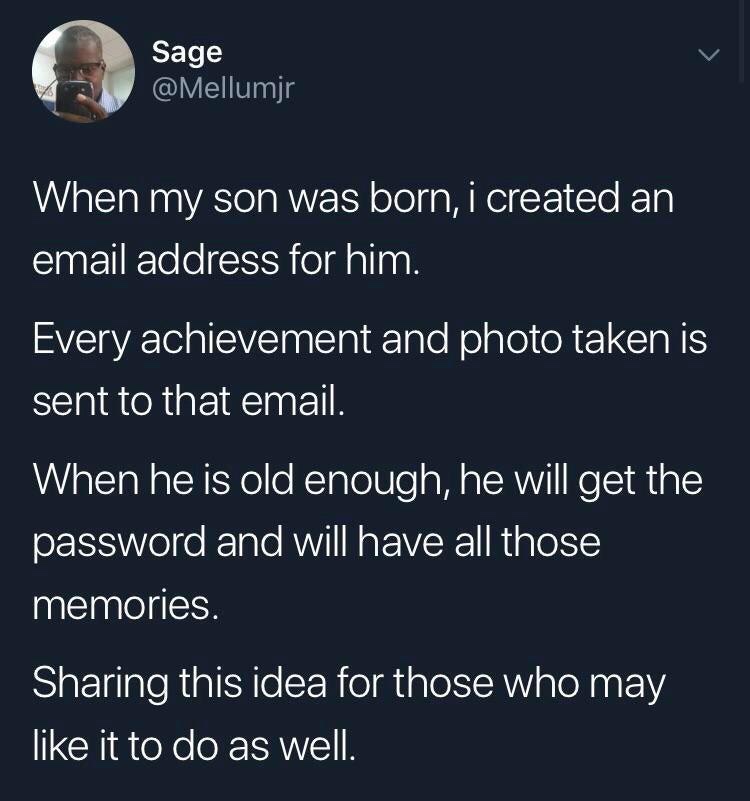 Sage
@Mellumjr
When my son was born, i created an
email address for him.
Every achievement and photo taken is
sent to that email.
When he is old enough, he will get the
password and will have all those
memories.
Sharing this idea for those who may
like it to do as well.